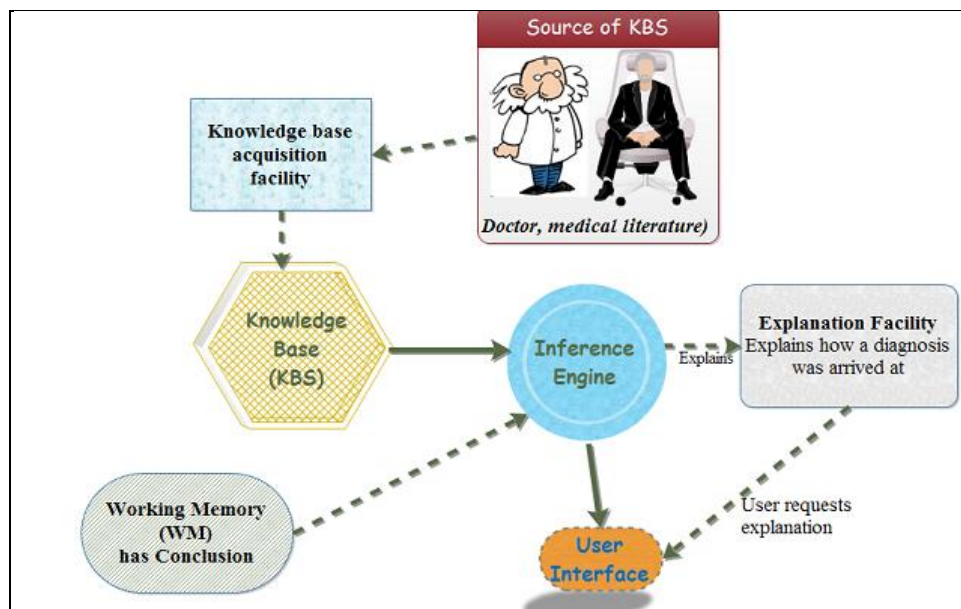 Source of KBS
Doctor, medical literature)
Knowledge base
acquisition
facility
Knowledge
Base
(KBS)
Inference
Engine
Explains
Explanation Facility
Explains how a diagnosis
was arrived at
Working Memory
(WM)
has Conclusion
User requests
explanation
User
Interface